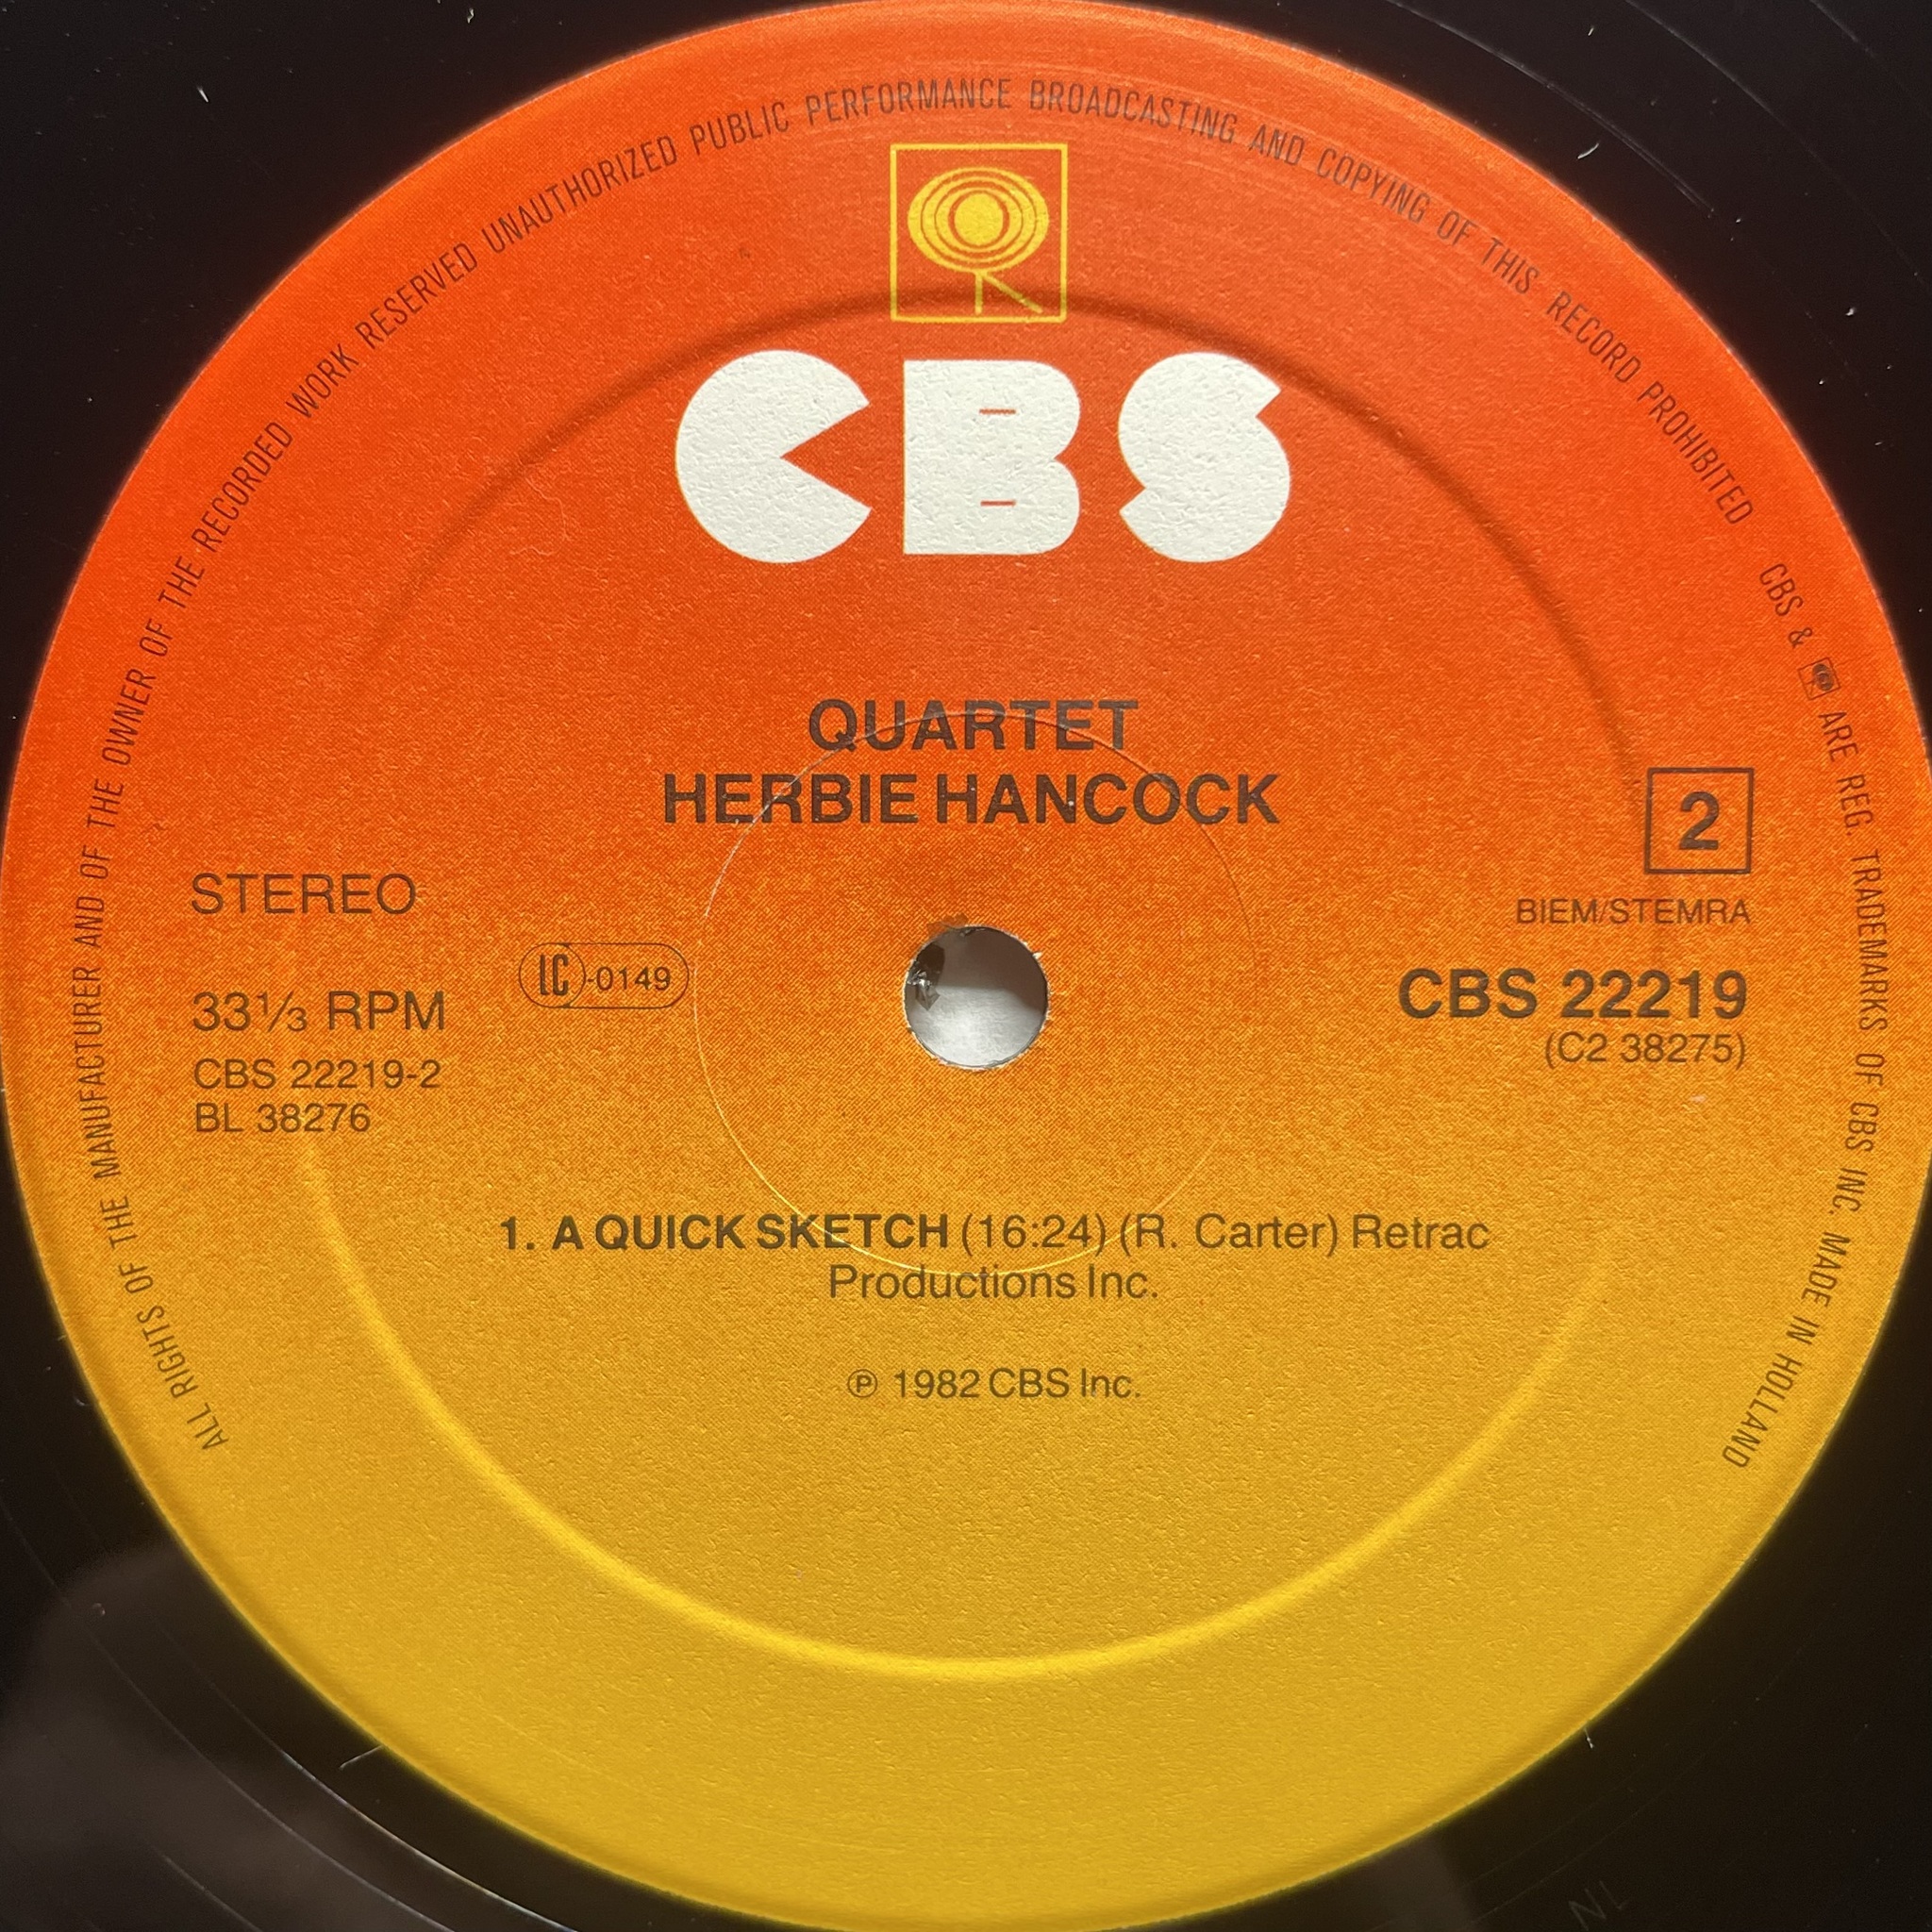 ALL RIGHTS OF THE MANUFACTURER AND OF THE OWNER OF THE RECORDED WORK RESERVED UNAUTHORIZED PUBLIC PERFORMANCE BROADCASTING AND COPYING OF THIS RECORD PROHIBITED CBS & ARE REG. TRADEMARKS OF CBS INC. MADE IN HOLLAND
CBS
QUARTET
HERBIE HANCOCK
2
STEREO
BIEM/STEMRA
LC-0149
33⅓ RPM
CBS 22219
(C2 38275)
CBS 22219-2
BL 38276
1. A QUICK SKETCH (16:24) (R. Carter) Retrac
Productions Inc.
℗ 1982 CBS Inc.
NL